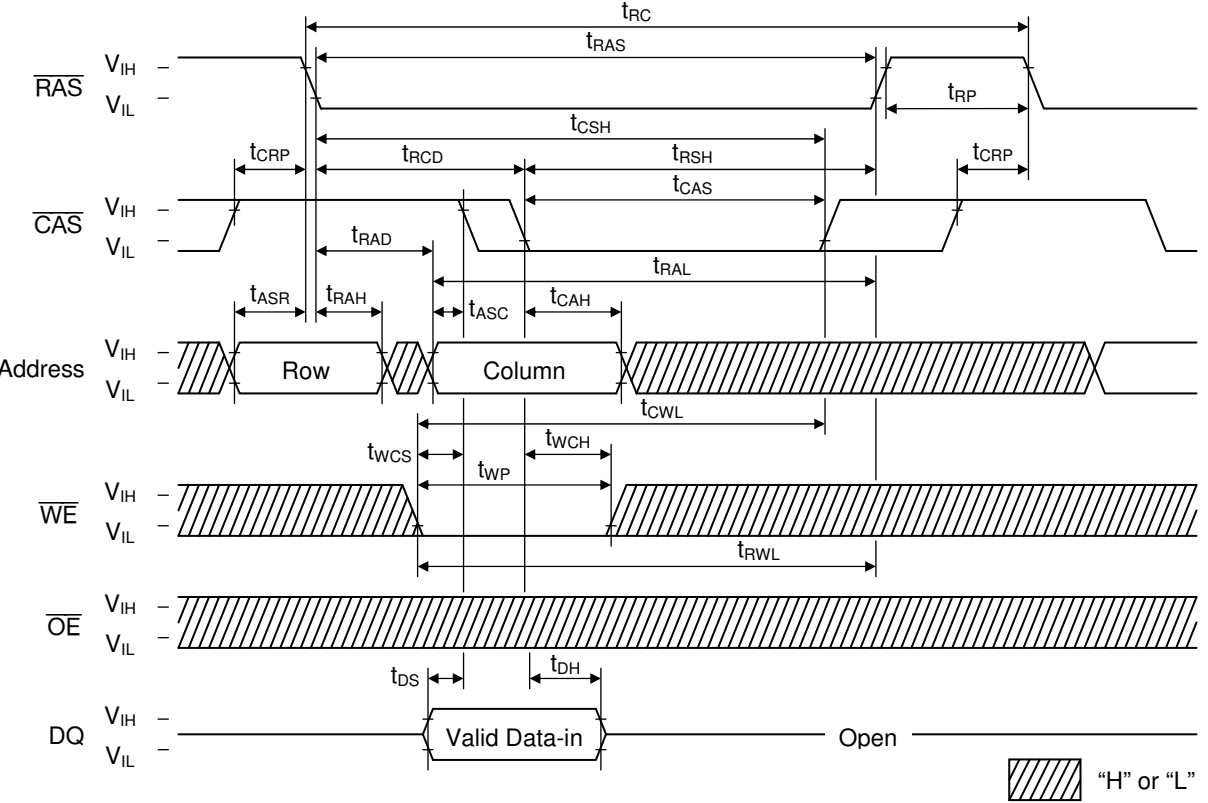 tRC
tRAS
RAS
VIH
VIL
tRP
tCSH
tCRP
tRCD
tRSH
tCRP
tCAS
CAS
VIH
VIL
tRAD
tRAL
tASR
tRAH
tASC
tCAH
Address
VIH
VIL
Row
Column
tCWL
tWCS
tWCH
tWP
WE
VIH
VIL
tRWL
OE
VIH
VIL
tDS
tDH
DQ
VIH
VIL
Valid Data-in
Open
“H” or “L”